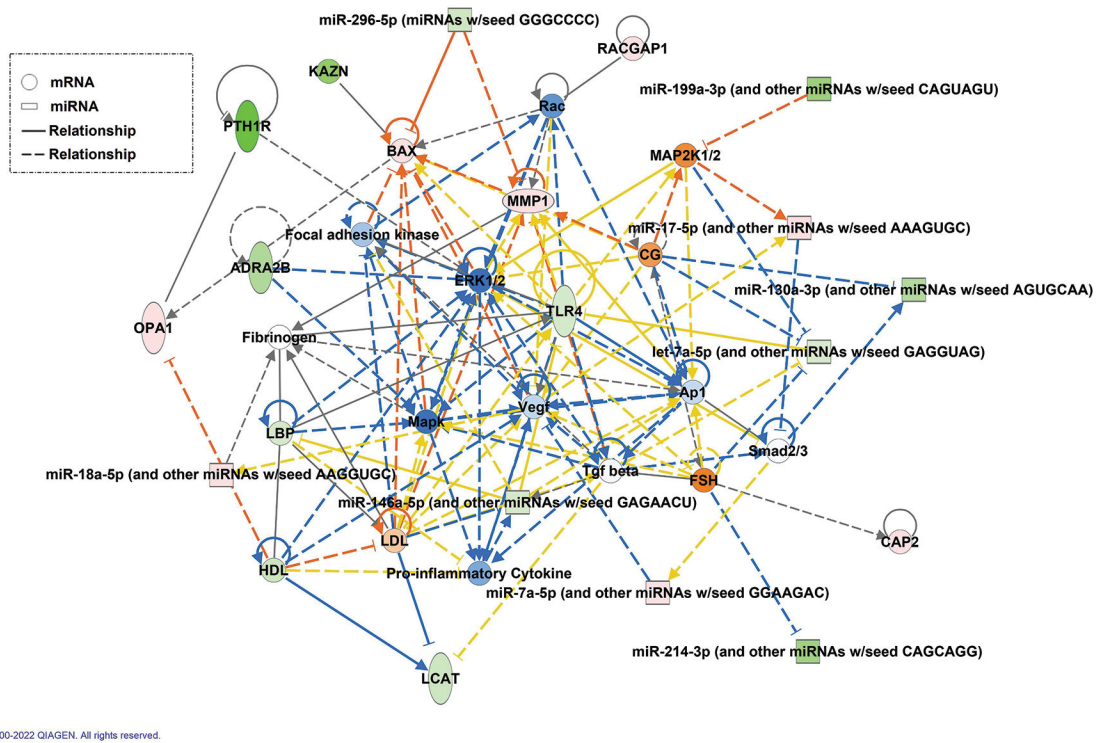 miR-296-5p (miRNAs w/seed GGGCCCC)
RACGAP1
KAZN
mRNA
miRNA
Relationship
Relationship
miR-199a-3p (and other miRNAs w/seed CAGUAGU)
Rac
PTH1R
BAX
MAP2K1/2
MMP1
miR-17-5p (and other miRNAs w/seed AAAGUGC)
Focal adhesion kinase
CG
ADRA2B
ERK1/2
miR-130a-3p (and other miRNAs w/seed AGUGCAA)
TLR4
OPA1
Fibrinogen
let-7a-5p (and other miRNAs w/seed GAGGUAG)
Ap1
Vegf
Mapk
LBP
Smad2/3
miR-18a-5p (and other miRNAs w/seed AAGGUGC)
Tgf beta
FSH
miR-146a-5p (and other miRNAs w/seed GAGAACU)
LDL
CAP2
HDL
Pro-inflammatory Cytokine
miR-7a-5p (and other miRNAs w/seed GGAAGAC)
miR-214-3p (and other miRNAs w/seed CAGCAGG)
LCAT
00-2022 QIAGEN. All rights reserved.